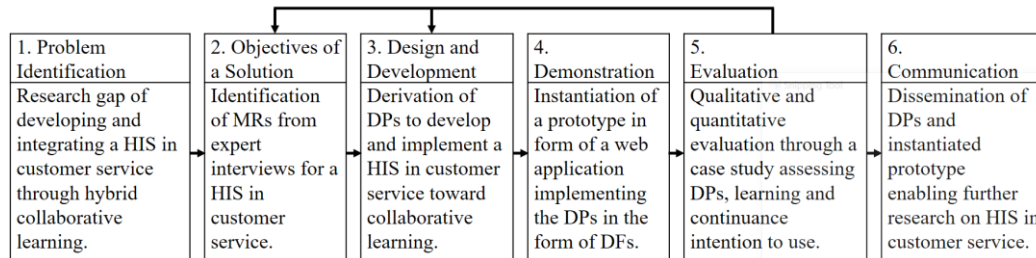 1. Problem
Identification
Research gap of
developing and
integrating a HIS in
customer service
through hybrid
collaborative
learning.
2. Objectives of
a Solution
Identification
of MRs from
expert
interviews for a
HIS in
customer
service.
3. Design and
Development
Derivation of
DPs to develop
and implement a
HIS in customer
service toward
collaborative
learning.
4.
Demonstration
Instantiation of
a prototype in
form of a web
application
implementing
the DPs in the
form of DFs.
5.
Evaluation
Qualitative and
quantitative
evaluation through a
case study assessing
DPs, learning and
continuance
intention to use.
6.
Communication
Dissemination of
DPs and
instantiated
prototype
enabling further
research on HIS in
customer service.